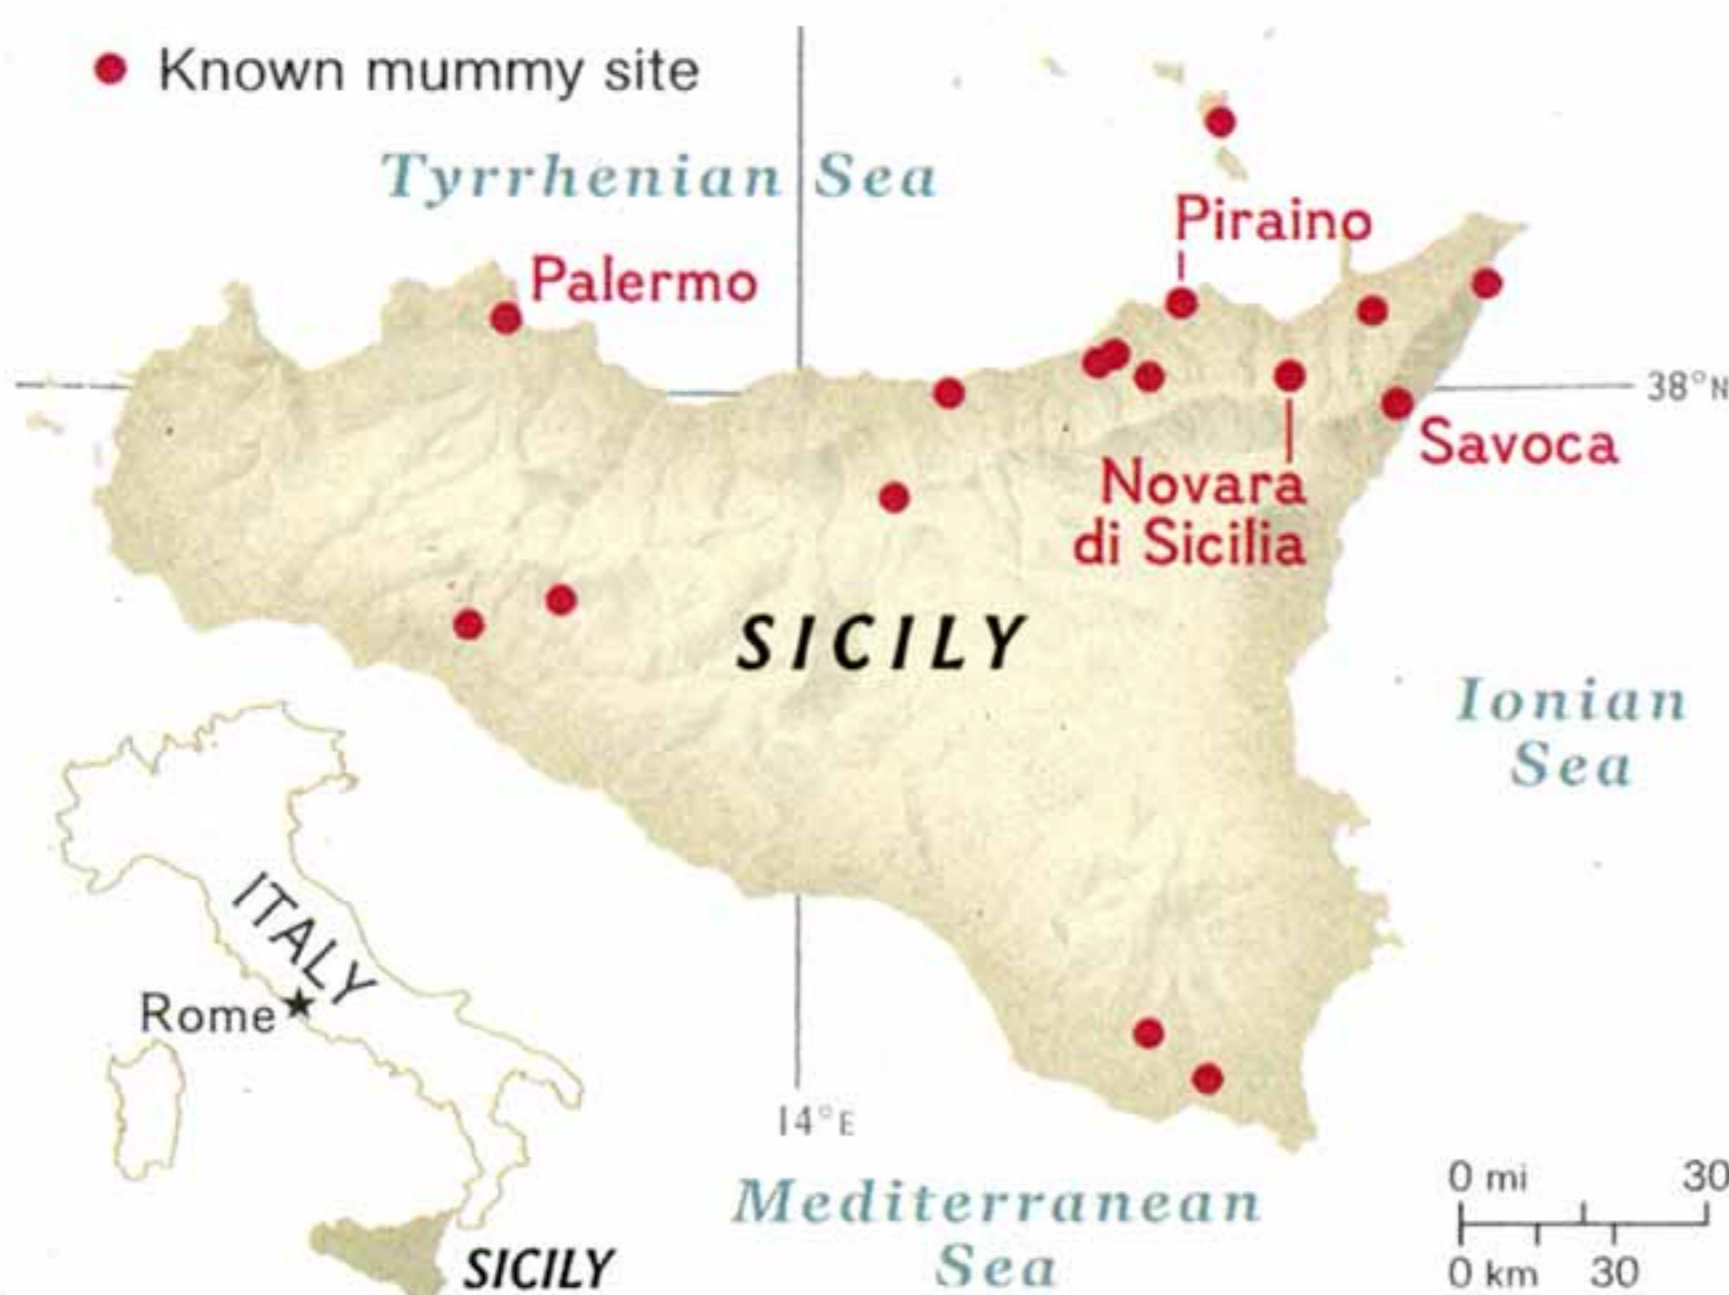 Known mummy site
Tyrrhenian Sea
Piraino
Palermo
38°N
Savoca
Novara
di Sicilia
SICILY
Ionian
Sea
ITALY
Rome
14°E
0 mi 30
Mediterranean
Sea
0 km 30
SICILY